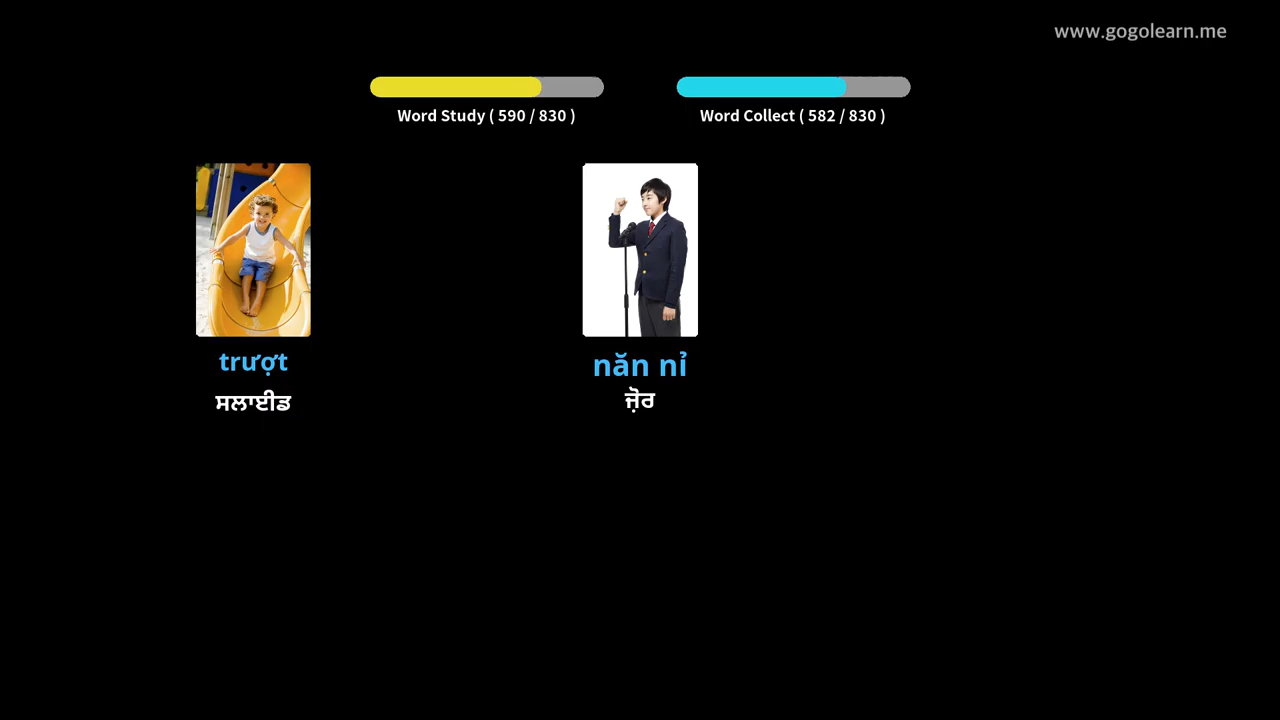 www.gogolearn.me
Word Study ( 590 / 830 )
Word Collect ( 582 / 830 )
trượt
ਸਲਾਈਡ
năn nỉ
ਜ਼ੋਰ